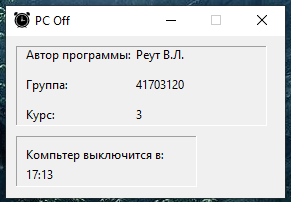 PC Off
Автор программы: Реут В.Л.
Группа: 41703120
Курс: 3
Компьтер выключится в:
17:13